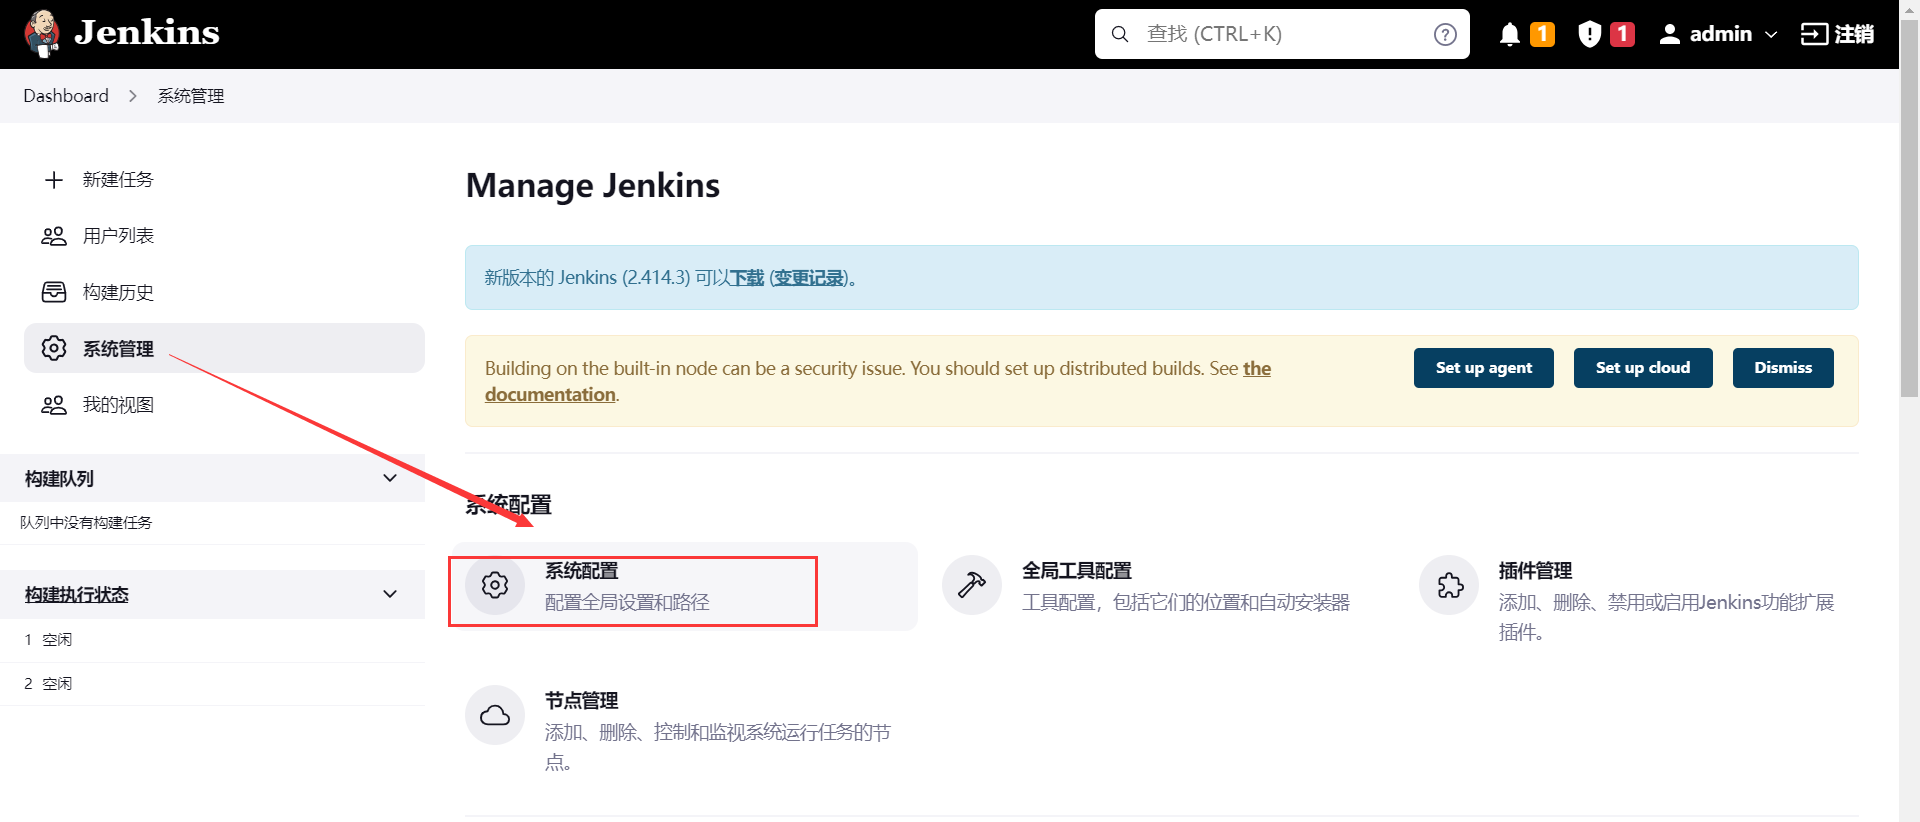 Jenkins
查找 (CTRL+K)
1
1
admin
注销
Dashboard
系统管理
新建任务
用户列表
构建历史
系统管理
我的视图
构建队列
队列中没有构建任务
构建执行状态
1 空闲
2 空闲
Manage Jenkins
新版本的 Jenkins (2.414.3) 可以下载 (变更记录)。
Building on the built-in node can be a security issue. You should set up distributed builds. See the
documentation.
Set up agent
Set up cloud
Dismiss
系统配置
系统配置
配置全局设置和路径
全局工具配置
工具配置，包括它们的位置和自动安装器
插件管理
添加、删除、禁用或启用Jenkins功能扩展
插件。
节点管理
添加、删除、控制和监视系统运行任务的节
点。